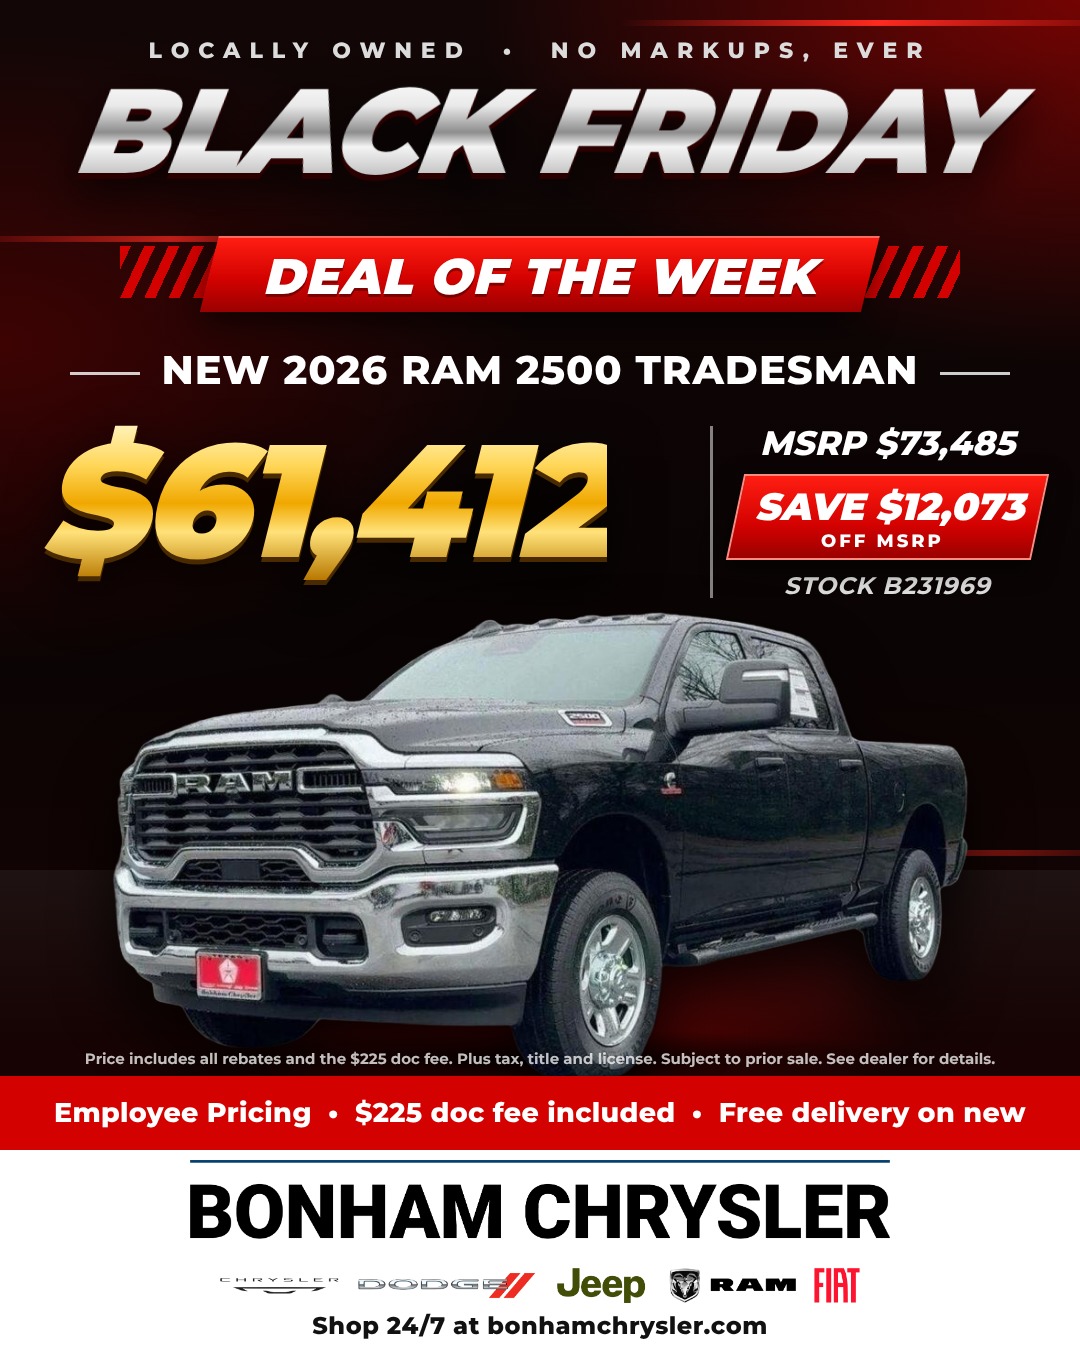 LOCALLY OWNED • NO MARKUPS, EVER
BLACK FRIDAY
DEAL OF THE WEEK
NEW 2026 RAM 2500 TRADESMAN
$61,412
MSRP $73,485
SAVE $12,073
OFF MSRP
STOCK B231969
2500
RAM
Bonham Chrysler
Price includes all rebates and the $225 doc fee. Plus tax, title and license. Subject to prior sale. See dealer for details.
Employee Pricing • $225 doc fee included • Free delivery on new
BONHAM CHRYSLER
CHRYSLER DODGE Jeep RAM FIAT
Shop 24/7 at bonhamchrysler.com